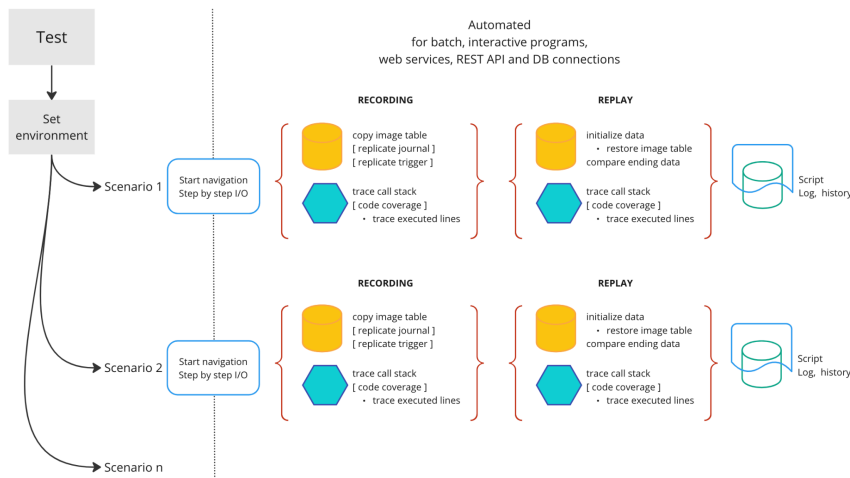 Test
Set
environment
Automated
for batch, interactive programs,
web services, REST API and DB connections
Scenario 1
Start navigation
Step by step I/O
RECORDING
copy image table
[ replicate journal ]
[ replicate trigger ]
trace call stack
[ code coverage ]
• trace executed lines
REPLAY
initialize data
• restore image table
compare ending data
trace call stack
[ code coverage ]
• trace executed lines
Script
Log, history
Scenario 2
Start navigation
Step by step I/O
RECORDING
copy image table
[ replicate journal ]
[ replicate trigger ]
trace call stack
[ code coverage ]
• trace executed lines
REPLAY
initialize data
• restore image table
compare ending data
trace call stack
[ code coverage ]
• trace executed lines
Script
Log, history
Scenario n